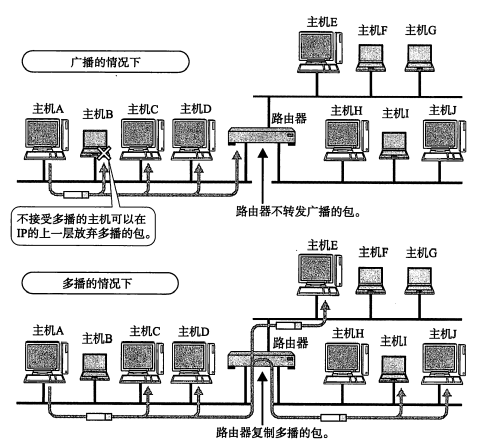 广播的情况下
主机E
主机F
主机G
主机A
主机B
主机C
主机D
路由器
主机H
主机I
主机J
不接受多播的主机可以在
IP的上一层放弃多播的包。
路由器不转发广播的包。
多播的情况下
主机E
主机F
主机G
主机A
主机B
主机C
主机D
路由器
主机H
主机I
主机J
路由器复制多播的包。